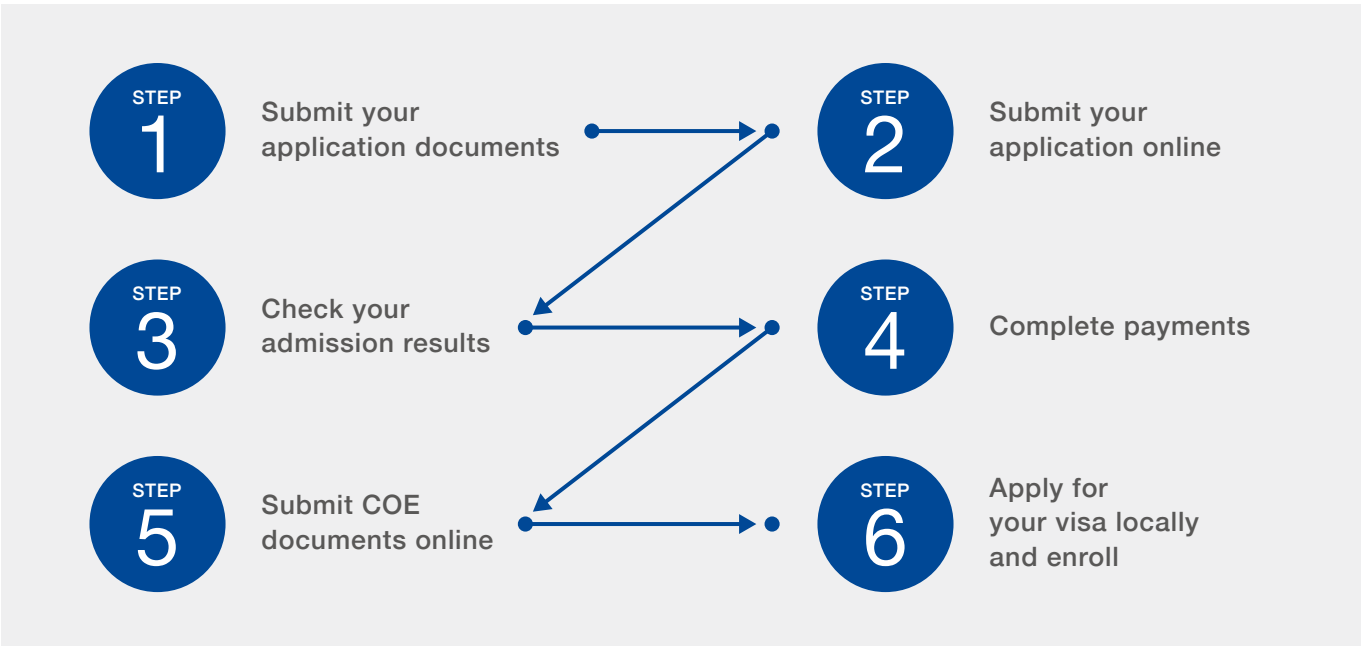 STEP
1
Submit your
application documents
STEP
2
Submit your
application online
STEP
3
Check your
admission results
STEP
4
Complete payments
STEP
5
Submit COE
documents online
STEP
6
Apply for
your visa locally
and enroll